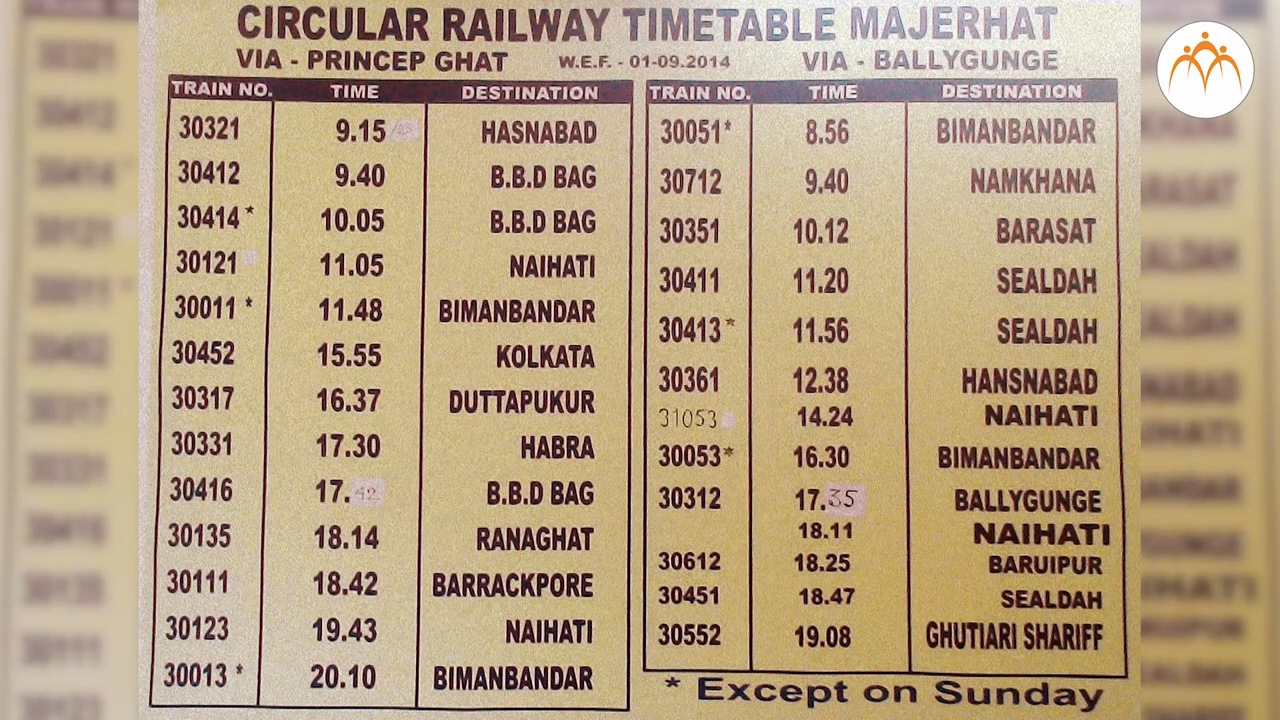 CIRCULAR RAILWAY TIMETABLE MAJERHAT
VIA - PRINCEP GHAT W.E.F. - 01-09.2014 VIA - BALLYGUNGE
TRAIN NO. TIME DESTINATION
30321 9.15 HASNABAD
30412 9.40 B.B.D BAG
30414 * 10.05 B.B.D BAG
30121 11.05 NAIHATI
30011 * 11.48 BIMANBANDAR
30452 15.55 KOLKATA
30317 16.37 DUTTAPUKUR
30331 17.30 HABRA
30416 17.42 B.B.D BAG
30135 18.14 RANAGHAT
30111 18.42 BARRACKPORE
30123 19.43 NAIHATI
30013 * 20.10 BIMANBANDAR
TRAIN NO. TIME DESTINATION
30051* 8.56 BIMANBANDAR
30712 9.40 NAMKHANA
30351 10.12 BARASAT
30411 11.20 SEALDAH
30413 * 11.56 SEALDAH
30361 12.38 HANSNABAD
31053 14.24 NAIHATI
30053* 16.30 BIMANBANDAR
30312 17.35 BALLYGUNGE
18.11 NAIHATI
30612 18.25 BARUIPUR
30451 18.47 SEALDAH
30552 19.08 GHUTIARI SHARIFF
* Except on Sunday